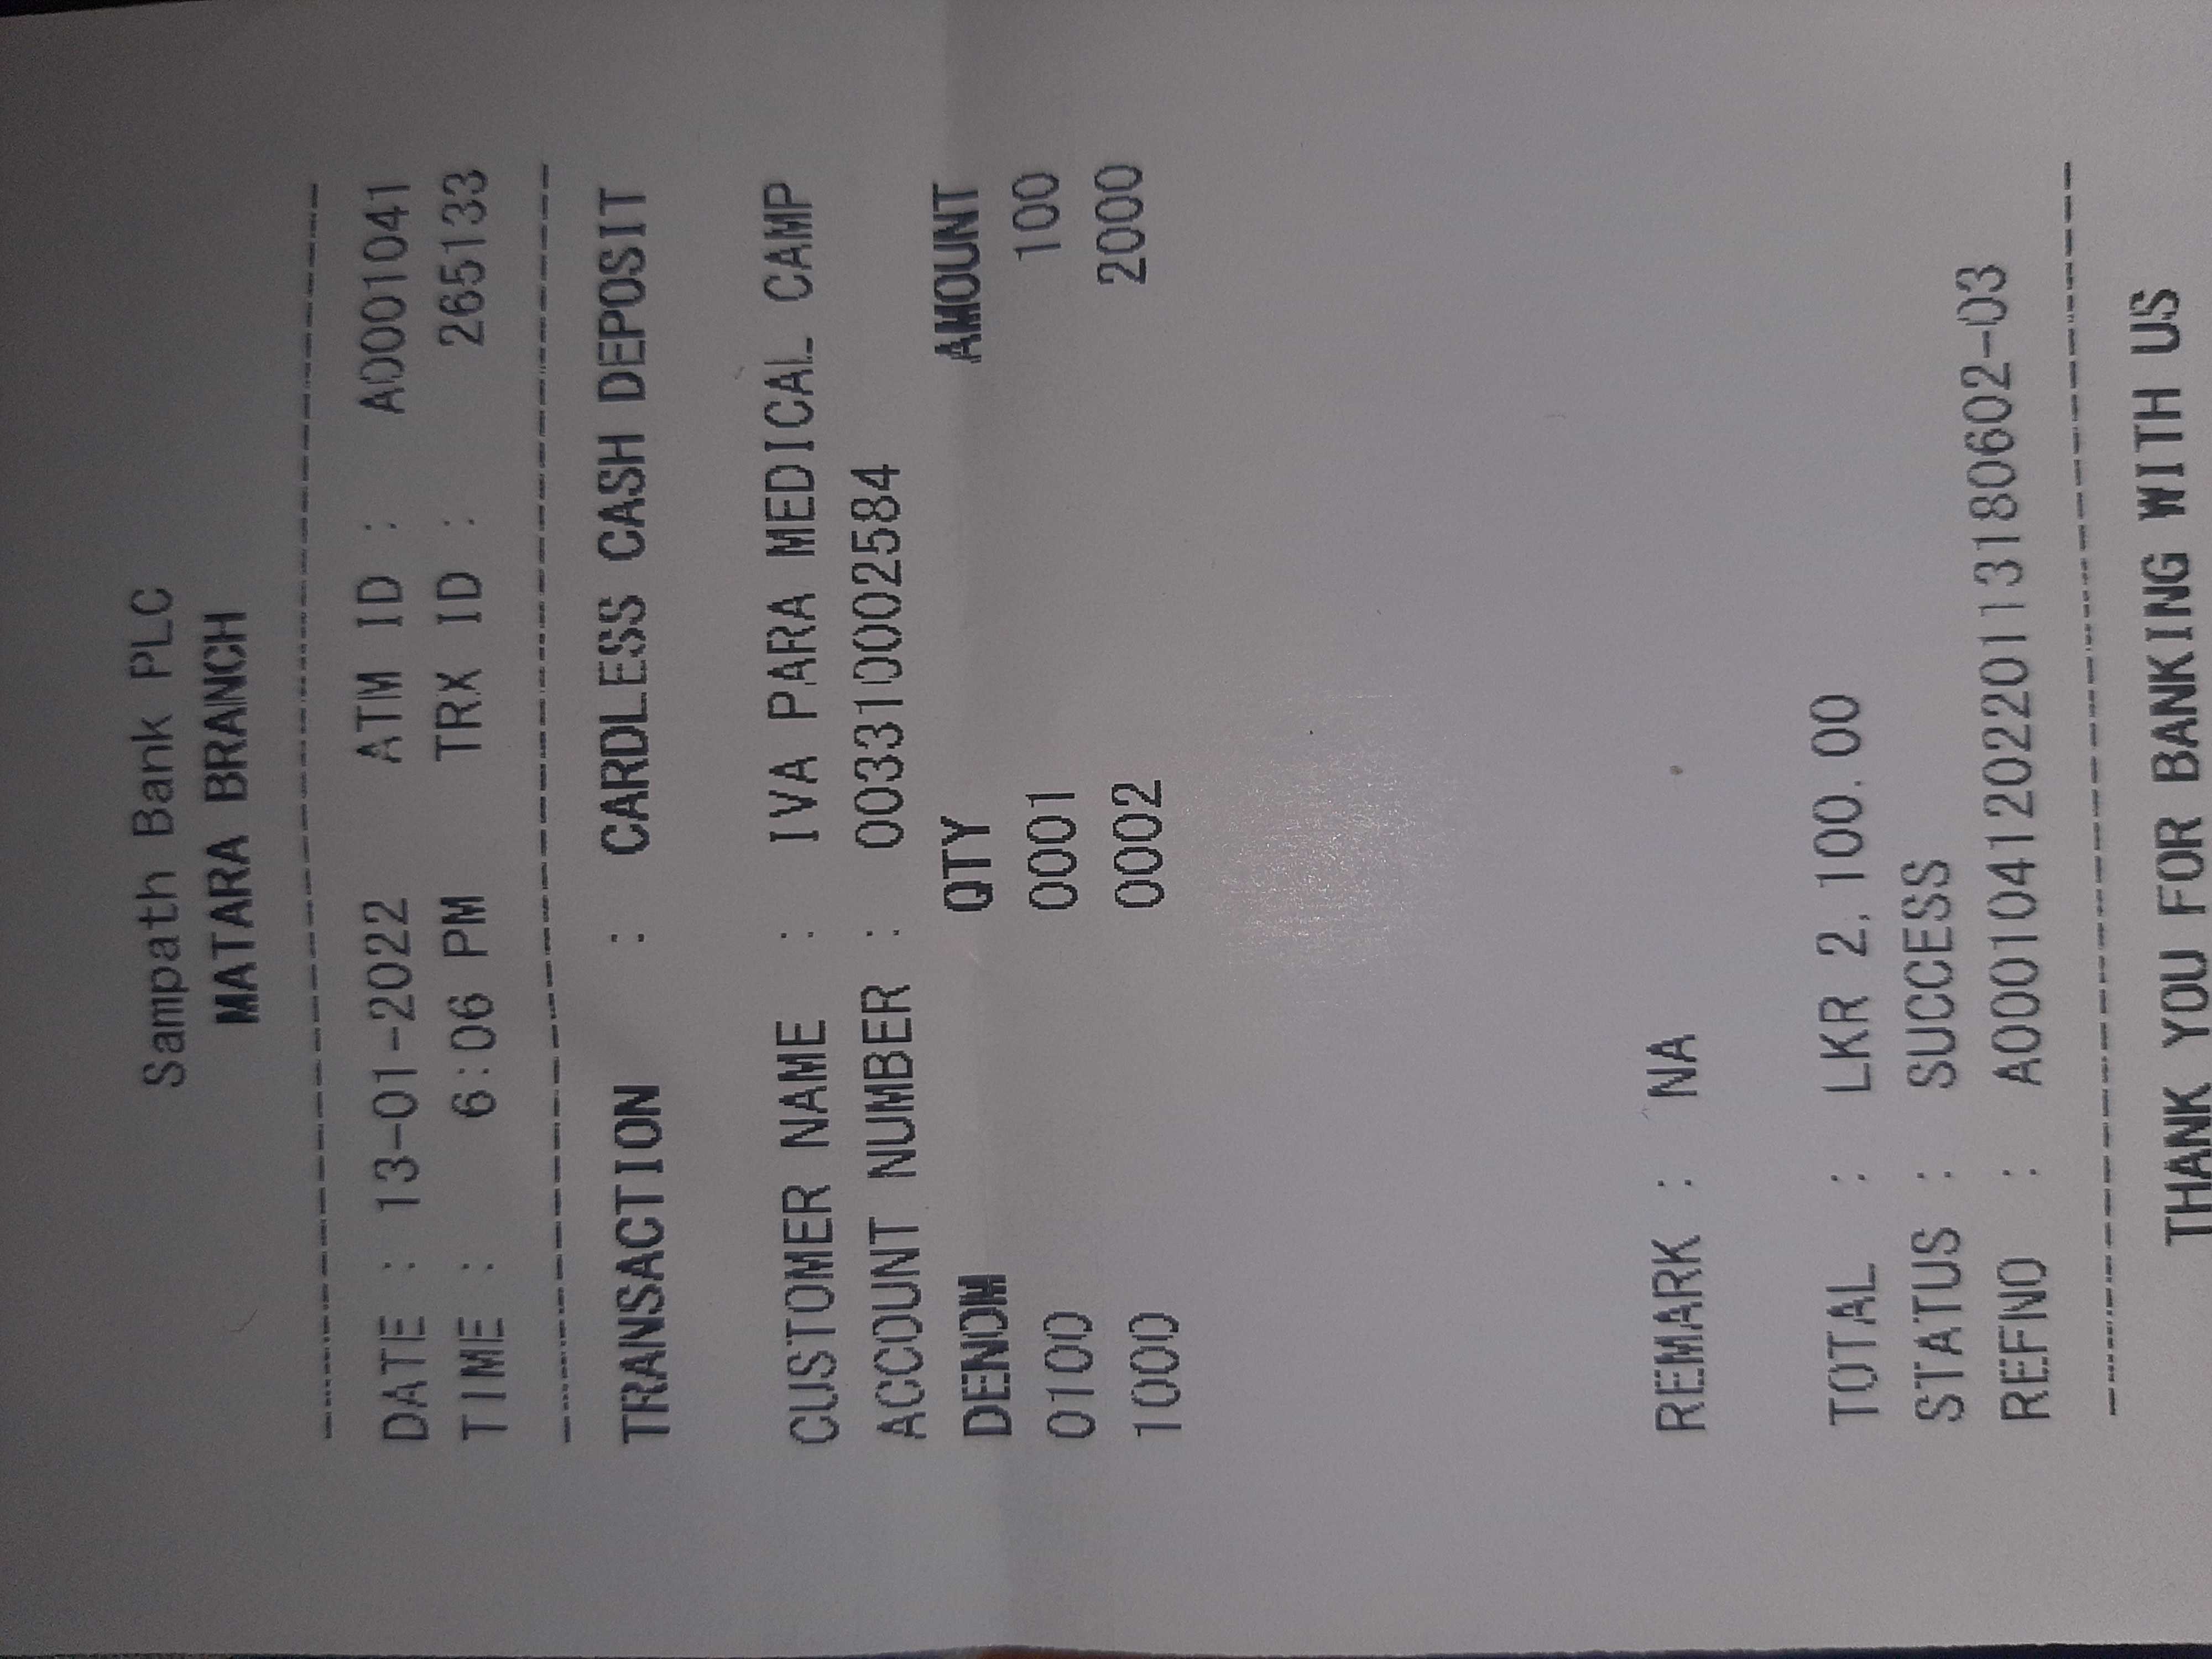 Sampath Bank PLC
MATARA BRANCH
--------------------------------
DATE : 13-01-2022 ATM ID : A0001041
TIME : 6:06 PM TRX ID : 265133
--------------------------------
TRANSACTION : CARDLESS CASH DEPOSIT
CUSTOMER NAME : IVA PARA MEDICAL CAMP
ACCOUNT NUMBER : 003310002584
DENOM QTY AMOUNT
0100 0001 100
1000 0002 2000
REMARK : NA
TOTAL : LKR 2,100.00
STATUS : SUCCESS
REFNO : A00010412022201131806​02-03
--------------------------------
THANK YOU FOR BANKING WITH US